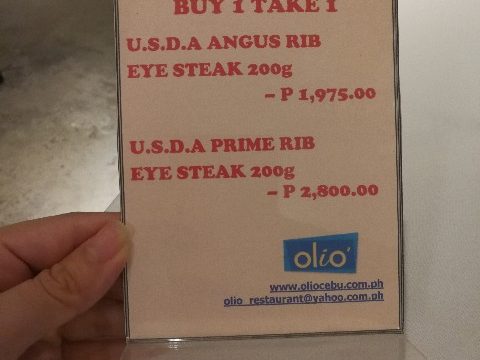 BUY 1 TAKE 1
U.S.D.A ANGUS RIB
EYE STEAK 200g
– P 1,975.00
U.S.D.A PRIME RIB
EYE STEAK 200g
– P 2,800.00
olio
www.oliocebu.com.ph
olio_restaurant@yahoo.com.ph